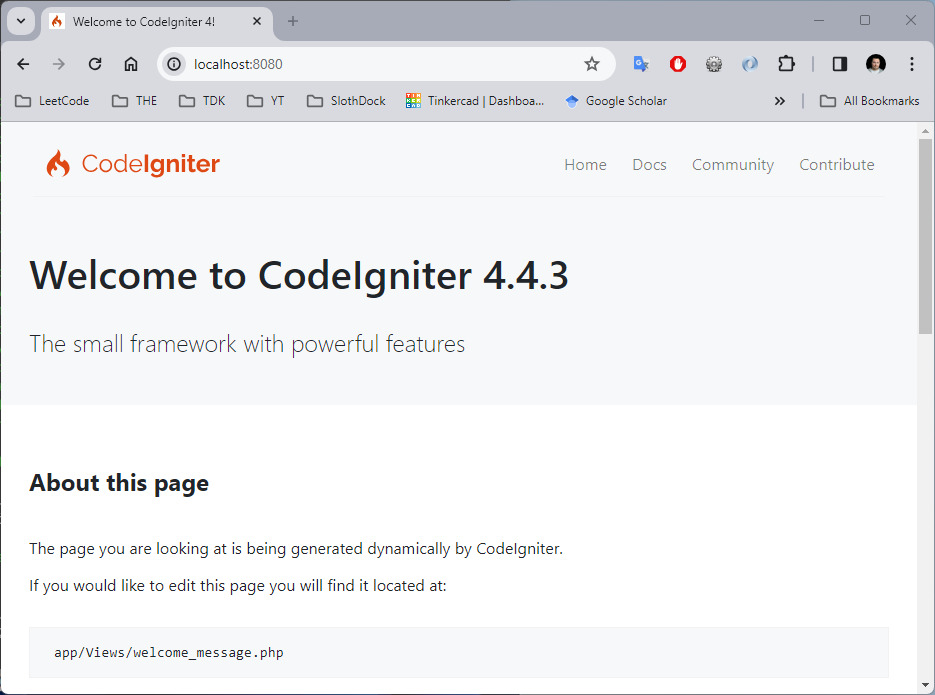 Welcome to CodeIgniter 4!
localhost:8080
LeetCode THE TDK YT SlothDock Tinkercad | Dashboa... Google Scholar All Bookmarks
CodeIgniter Home Docs Community Contribute
Welcome to CodeIgniter 4.4.3
The small framework with powerful features
About this page
The page you are looking at is being generated dynamically by CodeIgniter.
If you would like to edit this page you will find it located at:
app/Views/welcome_message.php